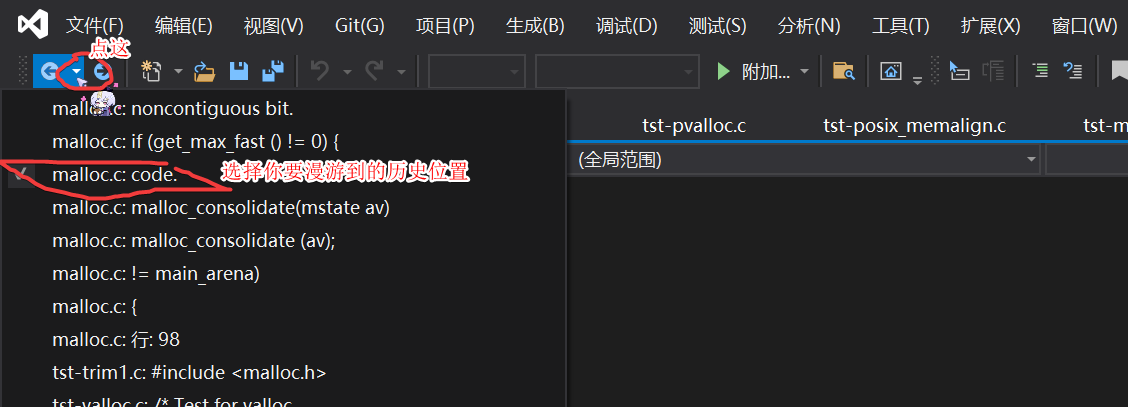 文件(F) 编辑(E) 视图(V) Git(G) 项目(P) 生成(B) 调试(D) 测试(S) 分析(N) 工具(T) 扩展(X) 窗口(W)
点这
附加...
malloc.c: noncontiguous bit.
malloc.c: if (get_max_fast () != 0) {
malloc.c: code.
选择你要漫游到的历史位置
malloc.c: malloc_consolidate(mstate av)
malloc.c: malloc_consolidate (av);
malloc.c: != main_arena)
malloc.c: {
malloc.c: 行: 98
tst-trim1.c: #include <malloc.h>
tst-valloc.c: /* Test for valloc.
tst-pvalloc.c tst-posix_memalign.c tst-m
(全局范围)